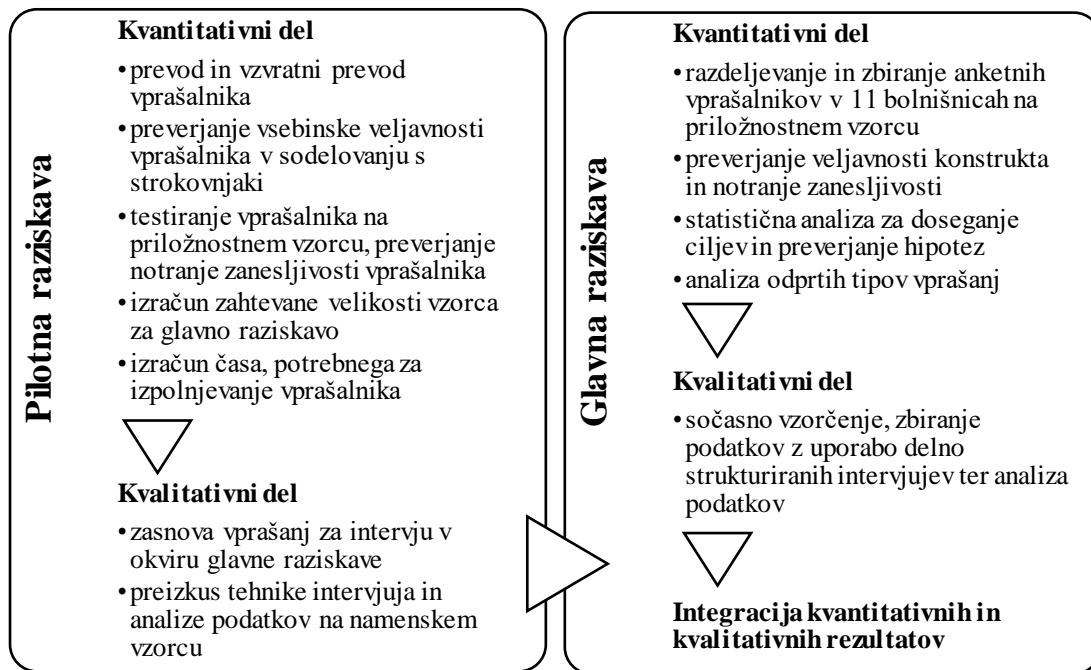 Pilotna raziskava
Kvantitativni del
•prevod in vzvratni prevod
vprašalnika
•preverjanje vsebinske veljavnosti
vprašalnika v sodelovanju s
strokovnjaki
•testiranje vprašalnika na
priložnostnem vzorcu, preverjanje
notranje zanesljivosti vprašalnika
•izračun zahtevane velikosti vzorca
za glavno raziskavo
•izračun časa, potrebnega za
izpolnjevanje vprašalnika
Kvalitativni del
•zasnova vprašanj za intervju v
okviru glavne raziskave
•preizkus tehnike intervjuja in
analize podatkov na namenskem
vzorcu
Glavna raziskava
Kvantitativni del
•razdeljevanje in zbiranje anketnih
vprašalnikov v 11 bolnišnicah na
priložnostnem vzorcu
•preverjanje veljavnosti konstrukta
in notranje zanesljivosti
•statistična analiza za doseganje
ciljev in preverjanje hipotez
•analiza odprtih tipov vprašanj
Kvalitativni del
•sočasno vzorčenje, zbiranje
podatkov z uporabo delno
strukturiranih intervjujev ter analiza
podatkov
Integracija kvantitativnih in
kvalitativnih rezultatov